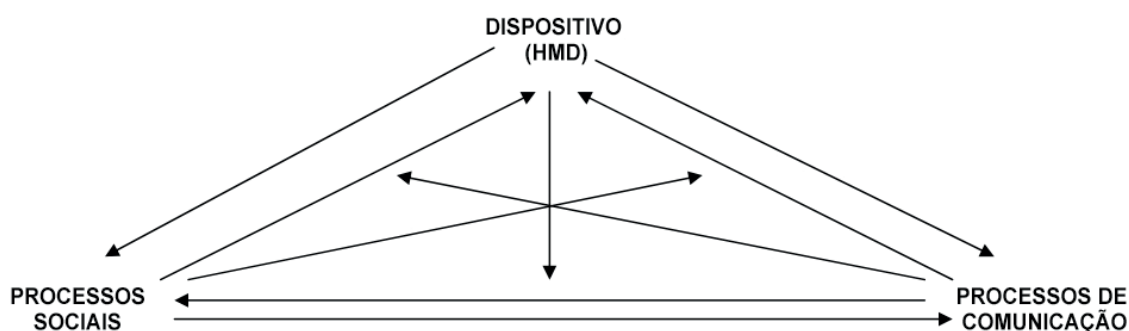 DISPOSITIVO
(HMD)
PROCESSOS
SOCIAIS
PROCESSOS DE
COMUNICAÇÃO